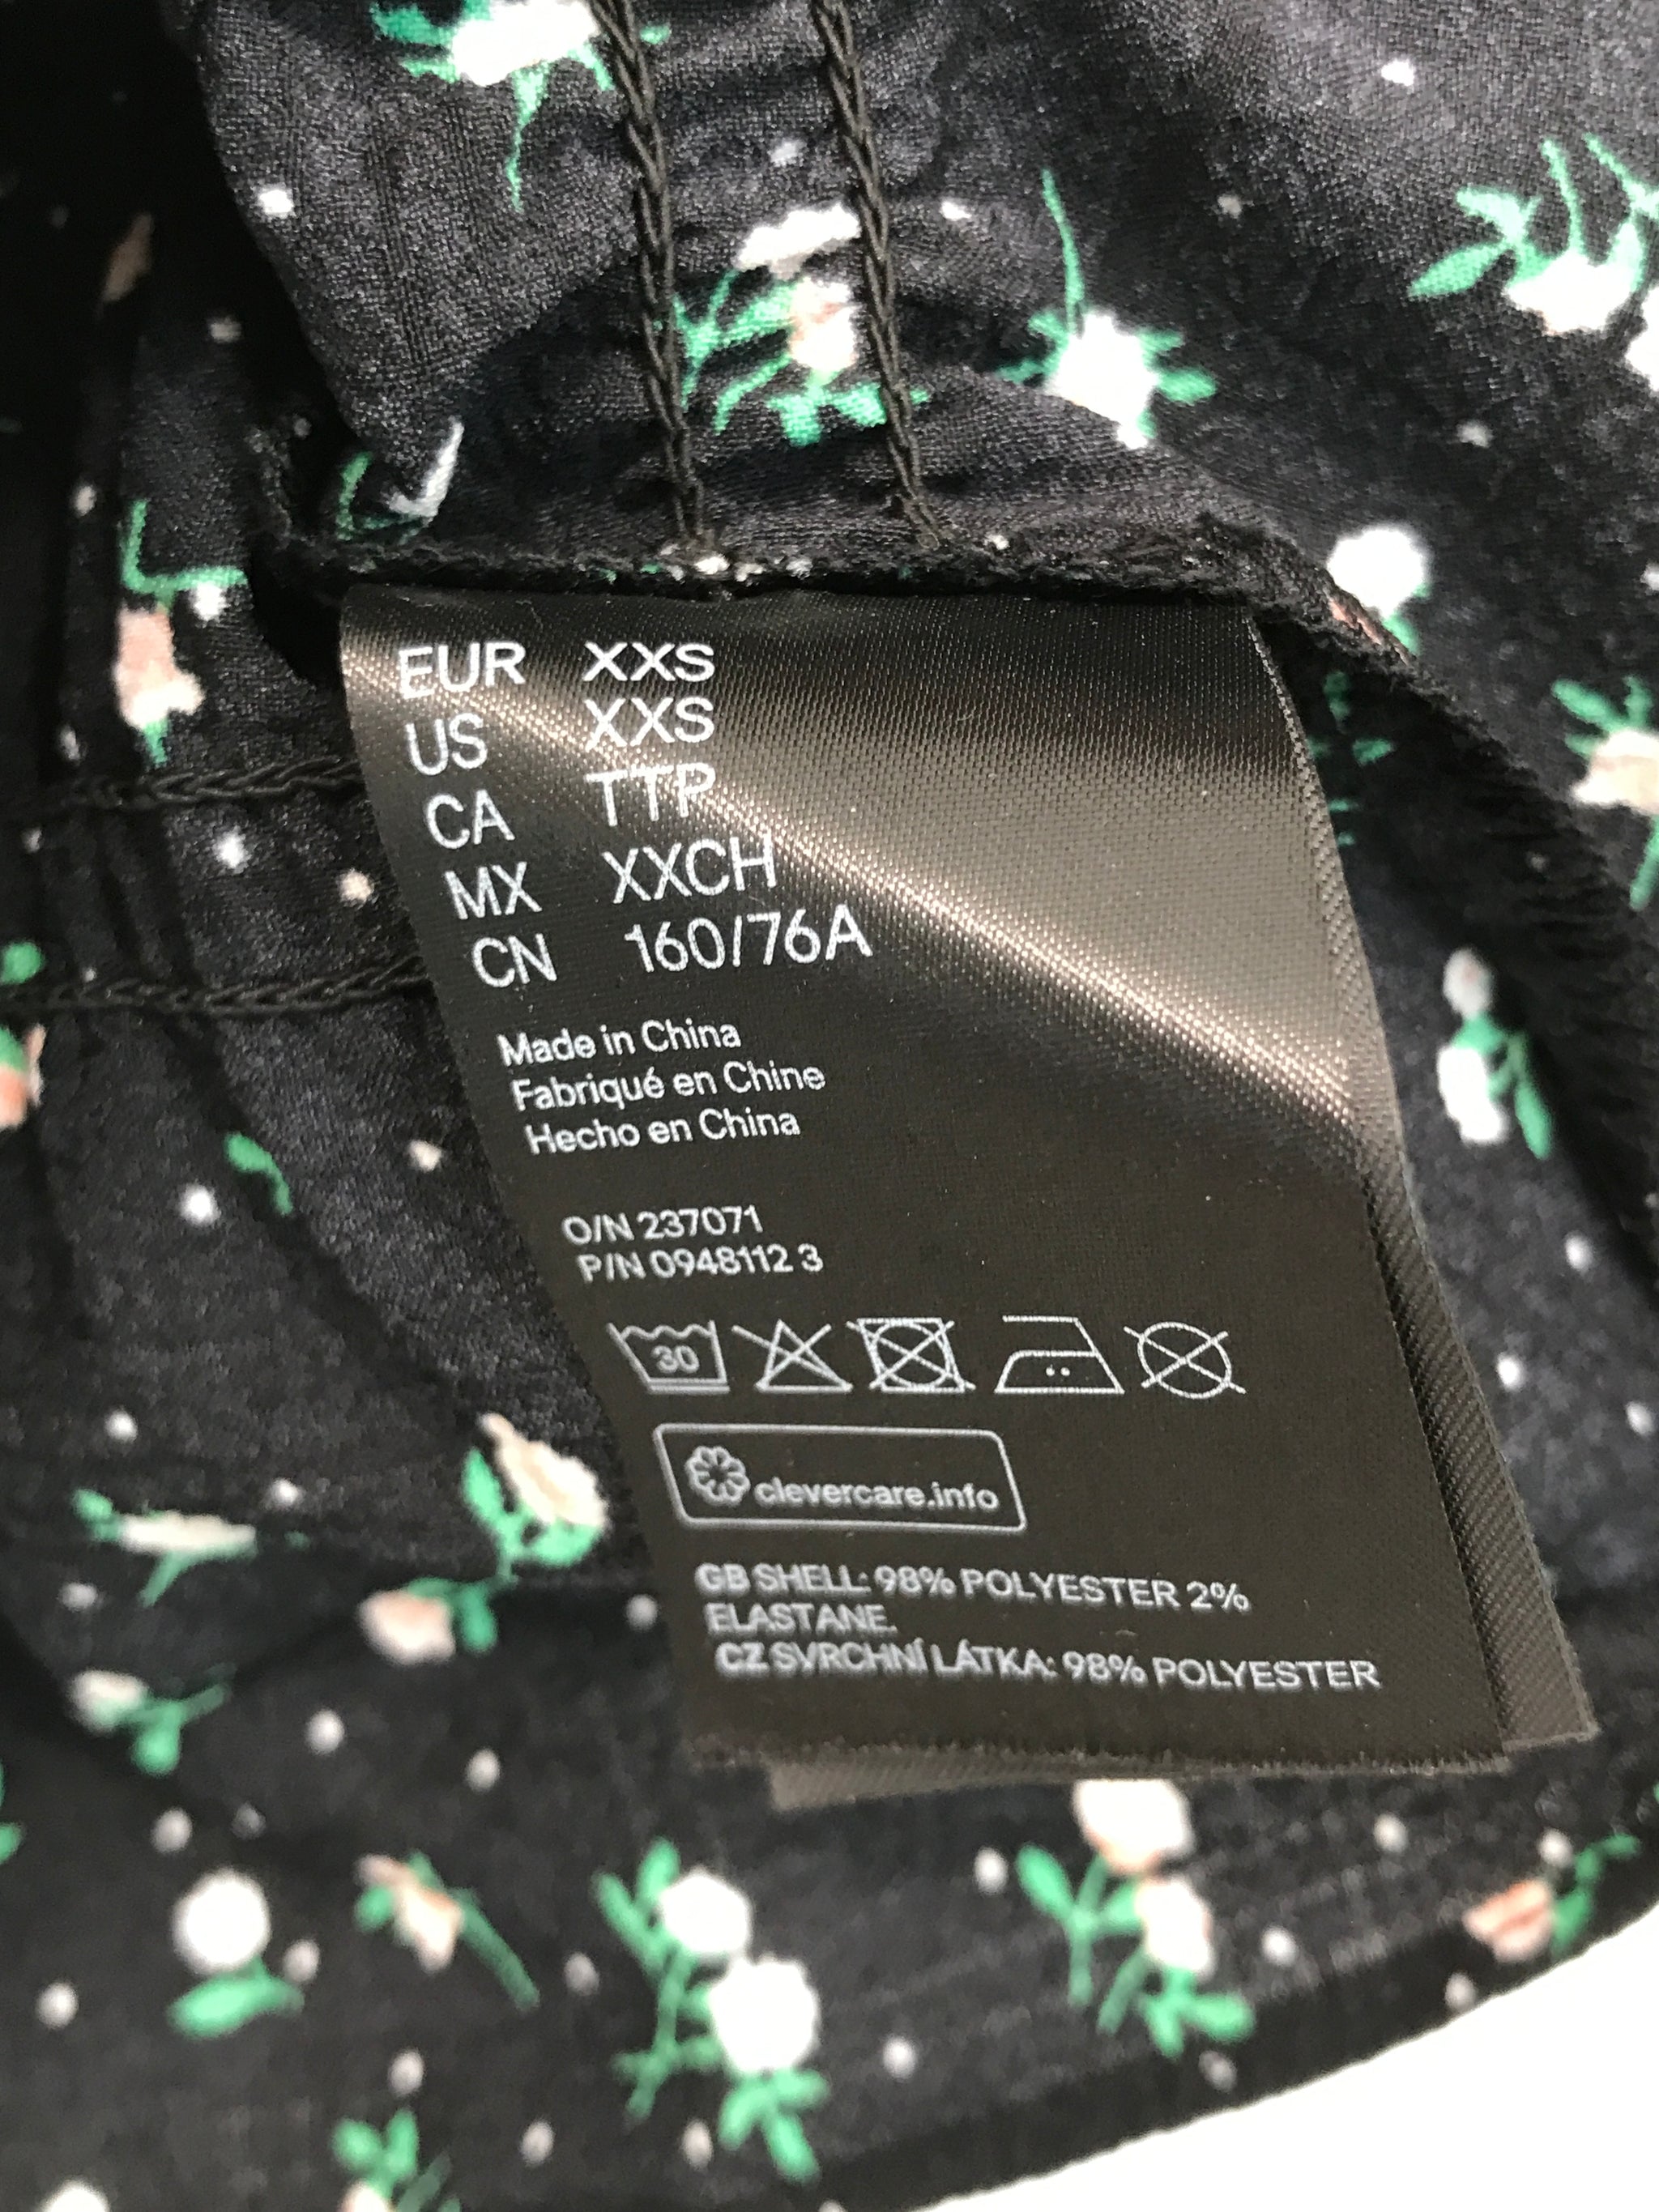 EUR XXS
US XXS
CA TTP
MX XXCH
CN 160/76A
Made in China
Fabriqué en Chine
Hecho en China
O/N 237071
P/N 0948112 3
30
clevercare.info
GB SHELL: 98% POLYESTER 2%
ELASTANE.
CZ SVRCHNÍ LÁTKA: 98% POLYESTER